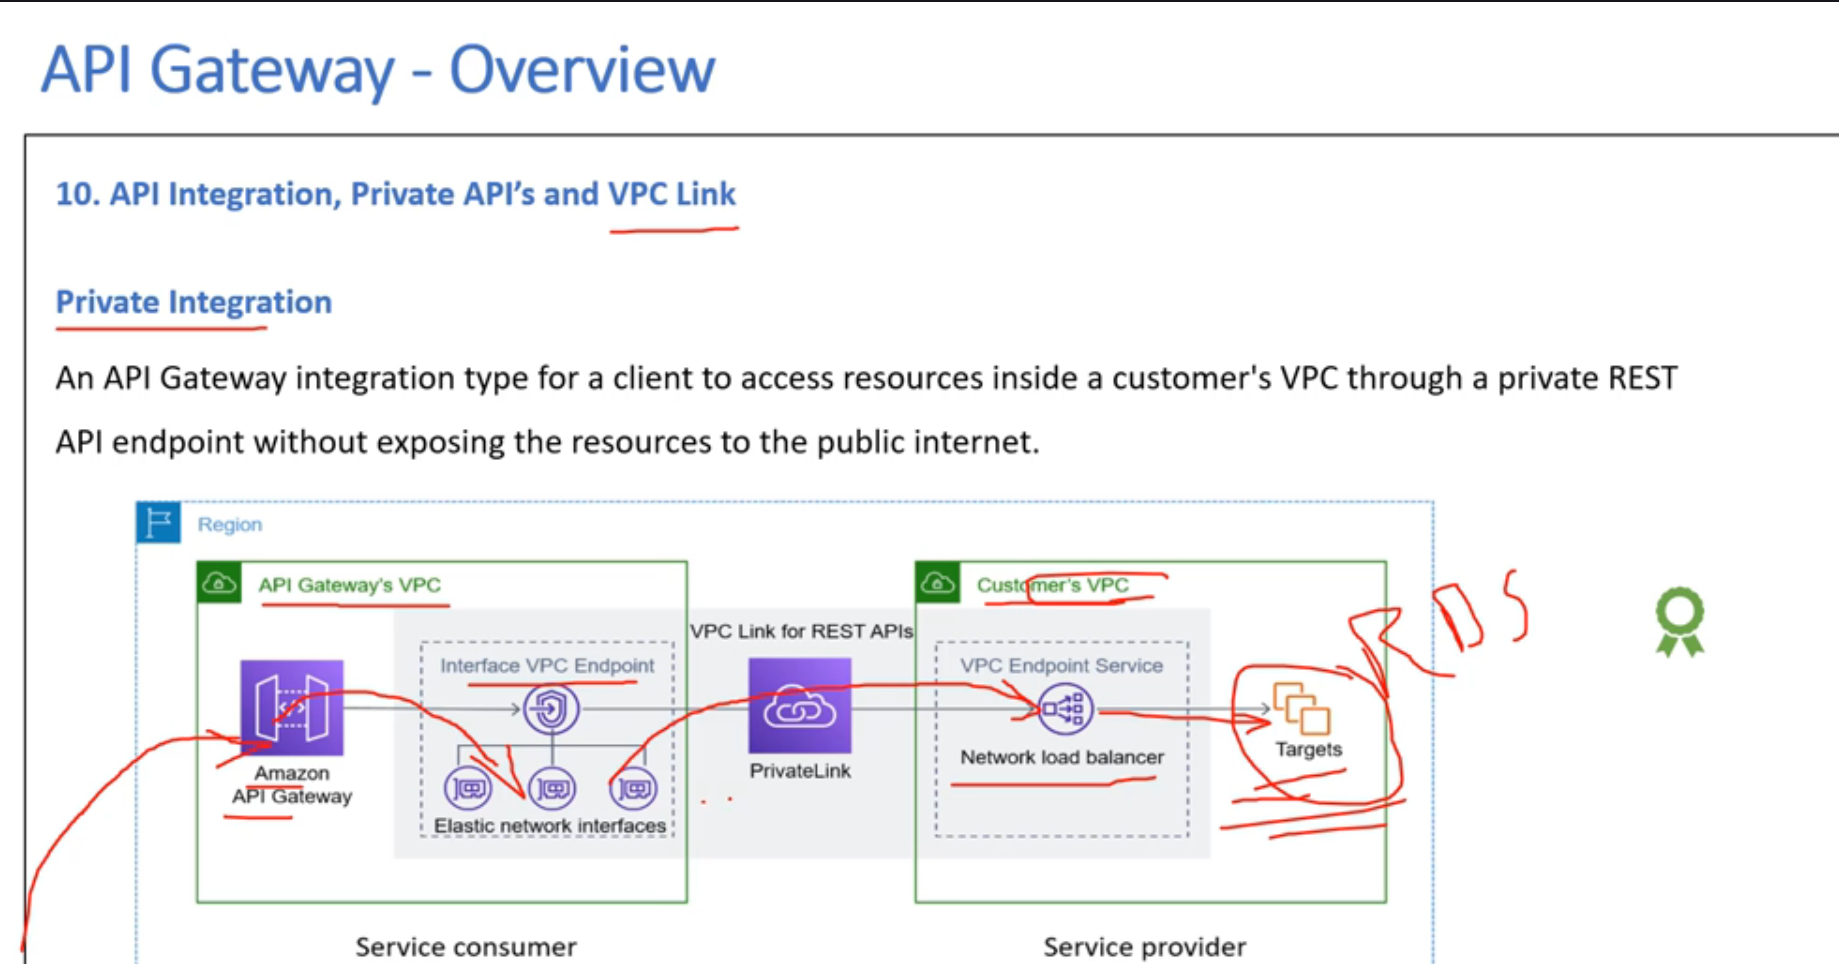 API Gateway - Overview
10. API Integration, Private API's and VPC Link
Private Integration
An API Gateway integration type for a client to access resources inside a customer's VPC through a private REST
API endpoint without exposing the resources to the public internet.
Region
API Gateway's VPC
Customer's VPC
RDS
VPC Link for REST APIs
Interface VPC Endpoint
VPC Endpoint Service
Amazon
API Gateway
Elastic network interfaces
PrivateLink
Network load balancer
Targets
Service consumer
Service provider